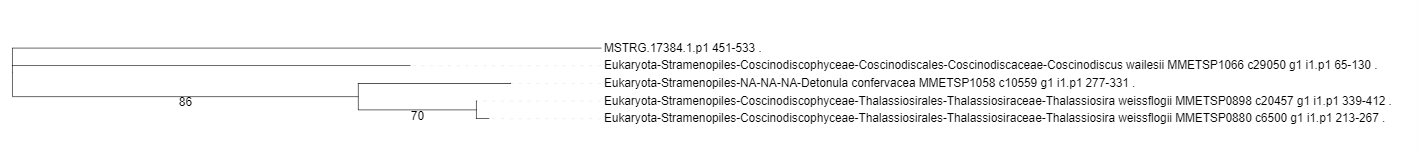 MSTRG.17384.1.p1 451-533 .
Eukaryota-Stramenopiles-Coscinodiscophyceae-Coscinodiscales-Coscinodiscaceae-Coscinodiscus wailesii MMETSP1066 c29050 g1 i1.p1 65-130 .
Eukaryota-Stramenopiles-NA-NA-NA-Detonula confervacea MMETSP1058 c10559 g1 i1.p1 277-331 .
86
Eukaryota-Stramenopiles-Coscinodiscophyceae-Thalassiosirales-Thalassiosiraceae-Thalassiosira weissflogii MMETSP0898 c20457 g1 i1.p1 339-412 .
70
Eukaryota-Stramenopiles-Coscinodiscophyceae-Thalassiosirales-Thalassiosiraceae-Thalassiosira weissflogii MMETSP0880 c6500 g1 i1.p1 213-267 .